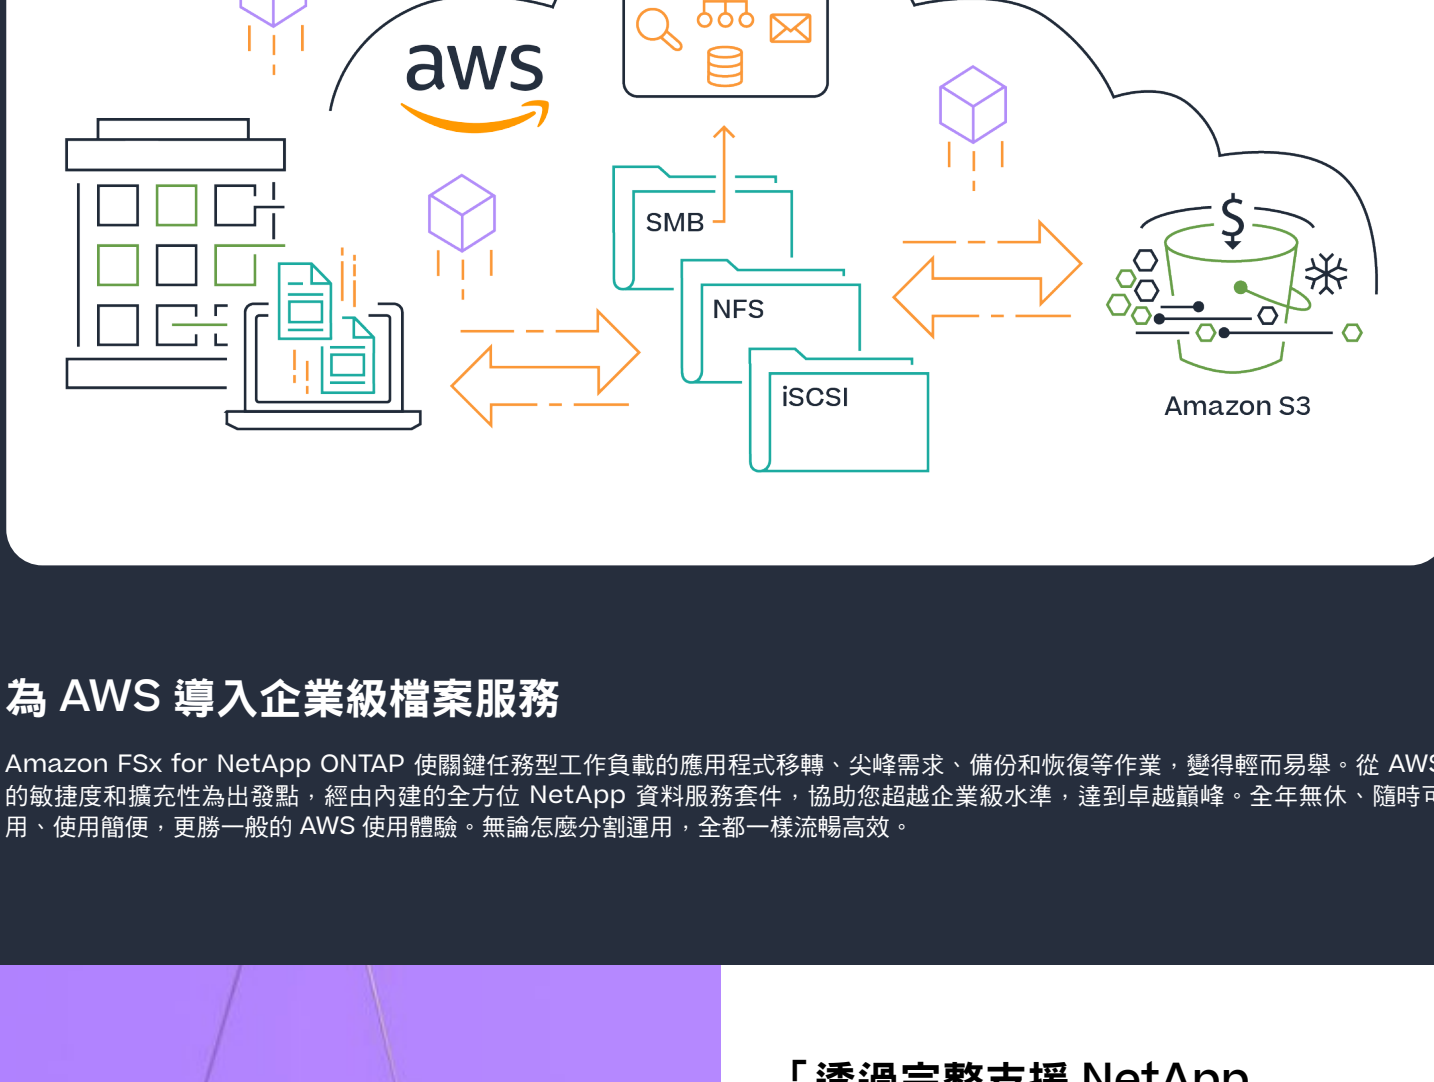 aws
SMB
NFS
iSCSI
Amazon S3
為 AWS 導入企業級檔案服務
Amazon FSx for NetApp ONTAP 使關鍵任務型工作負載的應用程式移轉、尖峰需求、備份和恢復等作業，變得輕而易舉。從 AWS
的敏捷度和擴充性為出發點，經由內建的全方位 NetApp 資料服務套件，協助您超越企業級水準，達到卓越巔峰。全年無休、隨時可
用、使用簡便，更勝一般的 AWS 使用體驗。無論怎麼分割運用，全都一樣流暢高效。
「透過完整支援 NetApp